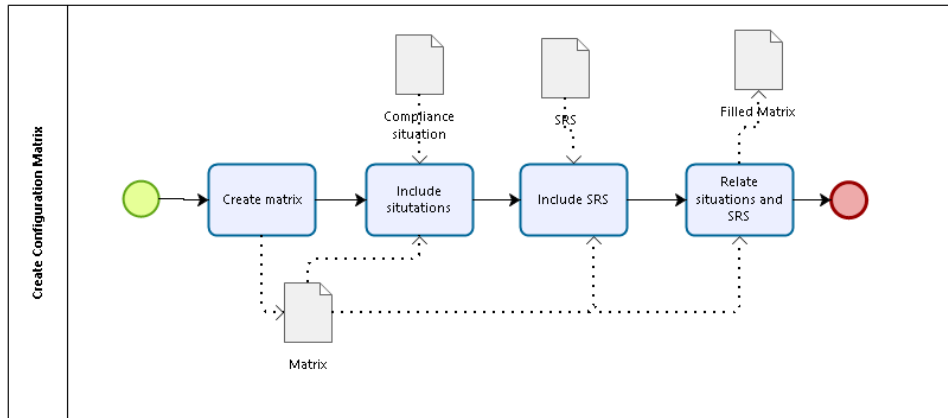 Create Configuration Matrix
Compliance
situation
SRS
Filled Matrix
Create matrix
Include
situtations
Include SRS
Relate
situations and
SRS
Matrix